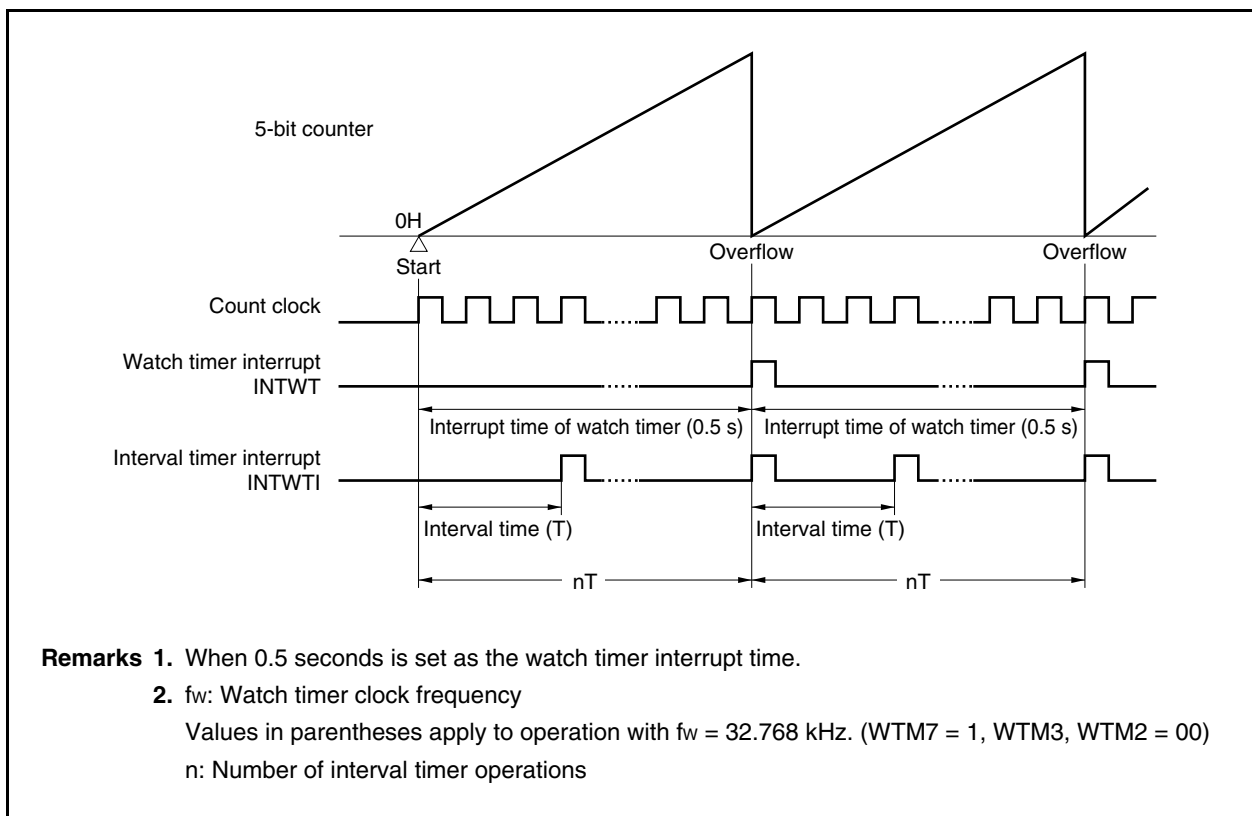 5-bit counter
0H
Start
Overflow
Overflow
Count clock
Watch timer interrupt
INTWT
Interrupt time of watch timer (0.5 s)
Interrupt time of watch timer (0.5 s)
Interval timer interrupt
INTWTI
Interval time (T)
Interval time (T)
nT
nT
Remarks 1. When 0.5 seconds is set as the watch timer interrupt time.
2. fw: Watch timer clock frequency
Values in parentheses apply to operation with fw = 32.768 kHz. (WTM7 = 1, WTM3, WTM2 = 00)
n: Number of interval timer operations